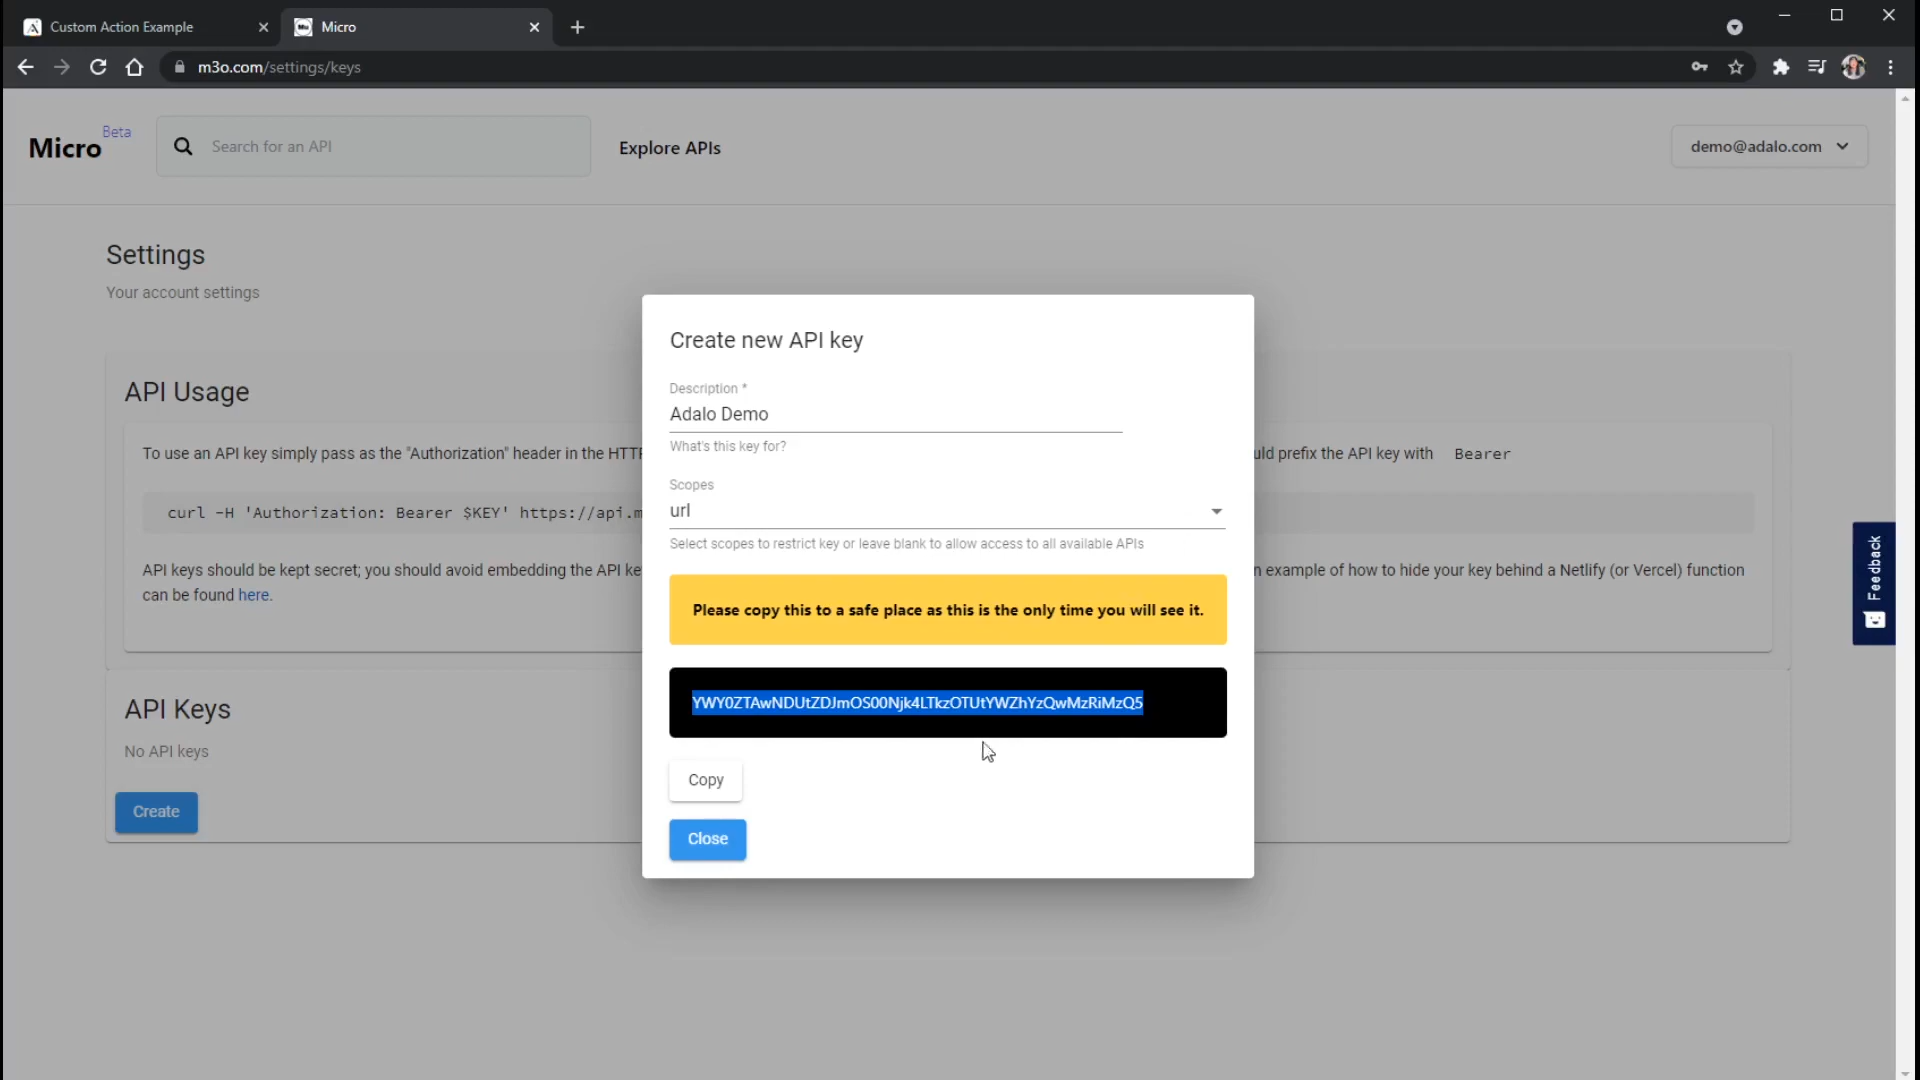 Custom Action Example
Micro
m3o.com/settings/keys
Micro
Beta
Search for an API
Explore APIs
demo@adalo.com
Settings
Your account settings
API Usage
To use an API key simply pass as the "Authorization" header in the
uld prefix the API key with Bearer
curl -H 'Authorization: Bearer $KEY' https://api.m
API keys should be kept secret; you should avoid embedding the API
n example of how to hide your key behind a Netlify (or Vercel) function
can be found here.
API Keys
No API keys
Create
Create new API key
Description *
Adalo Demo
What's this key for?
Scopes
url
Select scopes to restrict key or leave blank to allow access to all available APIs
Please copy this to a safe place as this is the only time you will see it.
YWY0ZTAwNDUtZDJmOS00Njk4LTkzOTUtYWZhYzQwMzRiMzQ5
Copy
Close
Feedback